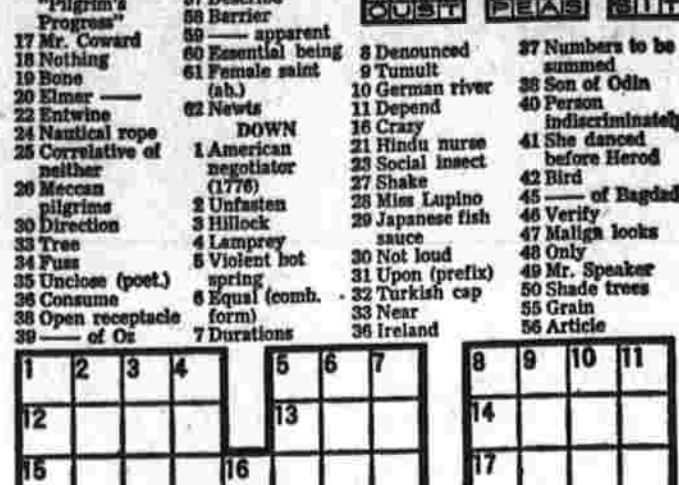 "Pilgrim's
Progress"
17 Mr. Coward
18 Nothing
19 Bone
20 Elmer —
22 Entwine
24 Nautical rope
25 Correlative of
neither
26 Meccan
pilgrims
30 Direction
33 Tree
34 Fuss
35 Unclose (poet.)
36 Consume
38 Open receptacle
39 — of Oz
58 Barrier
59 — apparent
60 Essential being
61 Female saint
(ab.)
62 Newts
DOWN
1 American
negotiator
(1776)
2 Unfasten
3 Hillock
4 Lamprey
5 Violent hot
spring
6 Equal (comb.
form)
7 Durations
OUST PEAS SIT
8 Denounced
9 Tumult
10 German river
11 Depend
16 Crazy
21 Hindu nurse
23 Social insect
27 Shake
28 Miss Lupino
29 Japanese fish
sauce
30 Not loud
31 Upon (prefix)
32 Turkish cap
33 Near
36 Ireland
37 Numbers to be
summed
38 Son of Odin
40 Person
indiscriminately
41 She danced
before Herod
42 Bird
45 — of Bagdad
46 Verify
47 Malign looks
48 Only
49 Mr. Speaker
50 Shade trees
55 Grain
56 Article
1 2 3 4 5 6 7 8 9 10 11
12 13 14
15 16 17